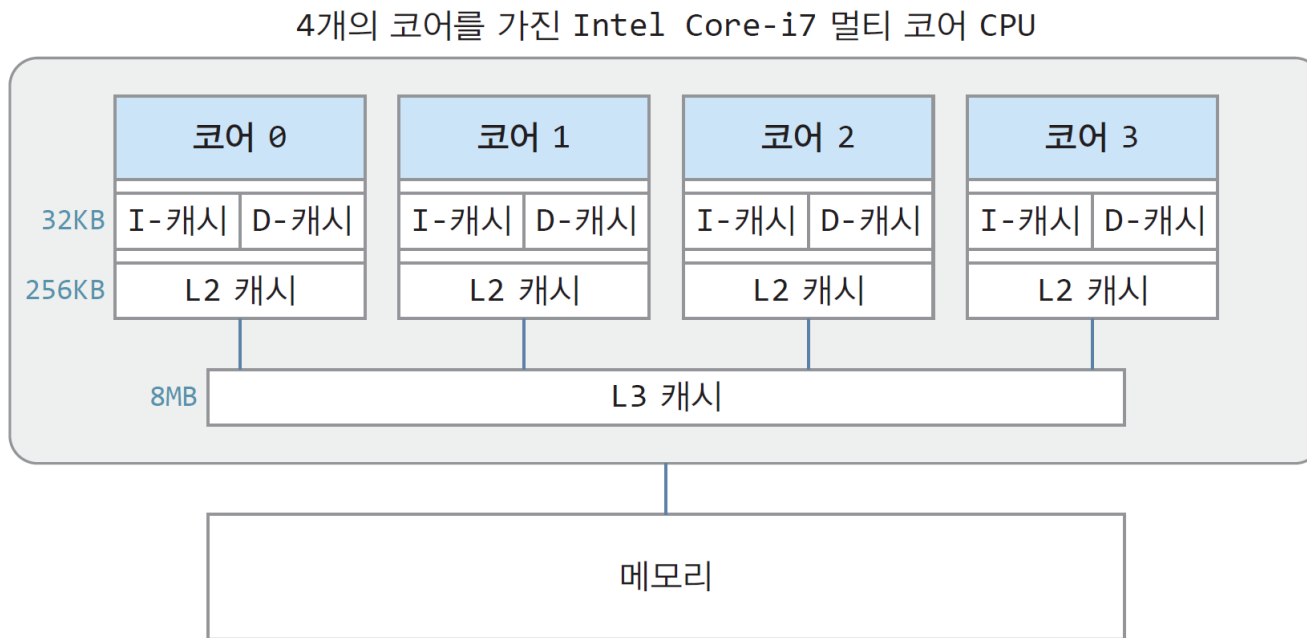 4개의 코어를 가진 Intel Core-i7 멀티 코어 CPU
코어 0 코어 1 코어 2 코어 3
32KB I-캐시 D-캐시 I-캐시 D-캐시 I-캐시 D-캐시 I-캐시 D-캐시
256KB L2 캐시 L2 캐시 L2 캐시 L2 캐시
8MB L3 캐시
메모리